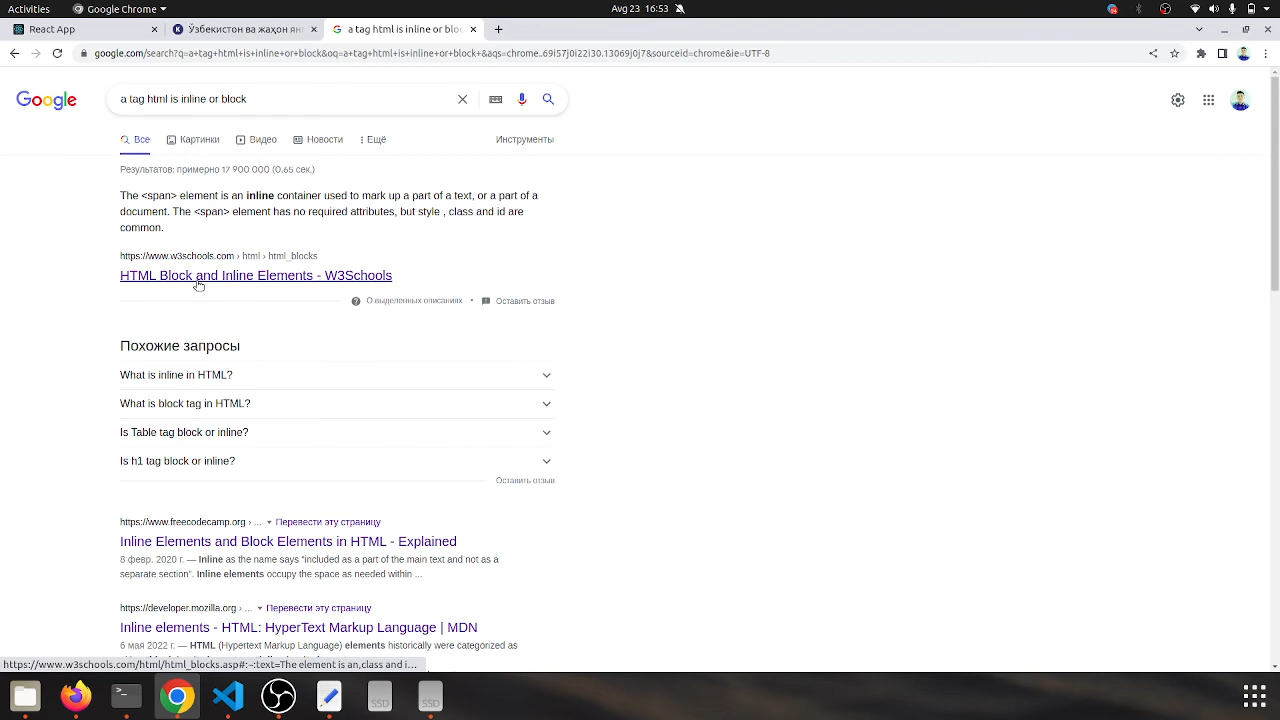 Activities
Google Chrome
Avg 23 16:53
React App
Ўзбекистон ва жаҳон янг
a tag html is inline or bloc
google.com/search?q=a+tag+html+is+inline+or+block&oq=a+tag+html+is+inline+or+block+&aqs=chrome..69i57j0i22i30.13069j0j7&sourceid=chrome&ie=UTF-8
Google
a tag html is inline or block
Все
Картинки
Видео
Новости
Ещё
Инструменты
Результатов: примерно 17 900 000 (0.65 сек.)
The <span> element is an inline container used to mark up a part of a text, or a part of a
document. The <span> element has no required attributes, but style , class and id are
common.
https://www.w3schools.com › html › html_blocks
HTML Block and Inline Elements - W3Schools
О выделенных описаниях • Оставить отзыв
Похожие запросы
What is inline in HTML?
What is block tag in HTML?
Is Table tag block or inline?
Is h1 tag block or inline?
Оставить отзыв
https://www.freecodecamp.org › ... Перевести эту страницу
Inline Elements and Block Elements in HTML - Explained
8 февр. 2020 г. — Inline as the name says “included as a part of the main text and not as a
separate section”. Inline elements occupy the space as needed within ...
https://developer.mozilla.org › ... Перевести эту страницу
Inline elements - HTML: HyperText Markup Language | MDN
6 мая 2022 г. — HTML (Hypertext Markup Language) elements historically were categorized as
https://www.w3schools.com/html/html_blocks.asp#:~:text=The element is an,class and i...
SSD
SSD